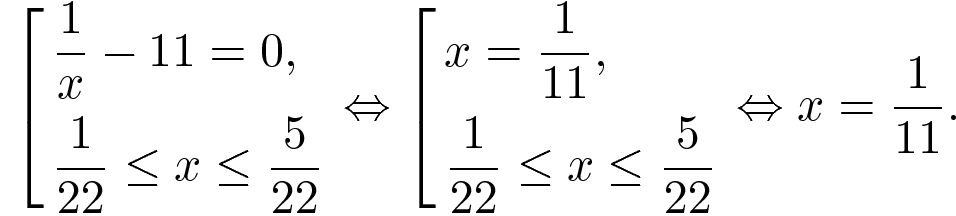 [ 1/x − 11 = 0, 1/22 ≤ x ≤ 5/22 ⇔ [ x = 1/11, 1/22 ≤ x ≤ 5/22 ⇔ x = 1/11.